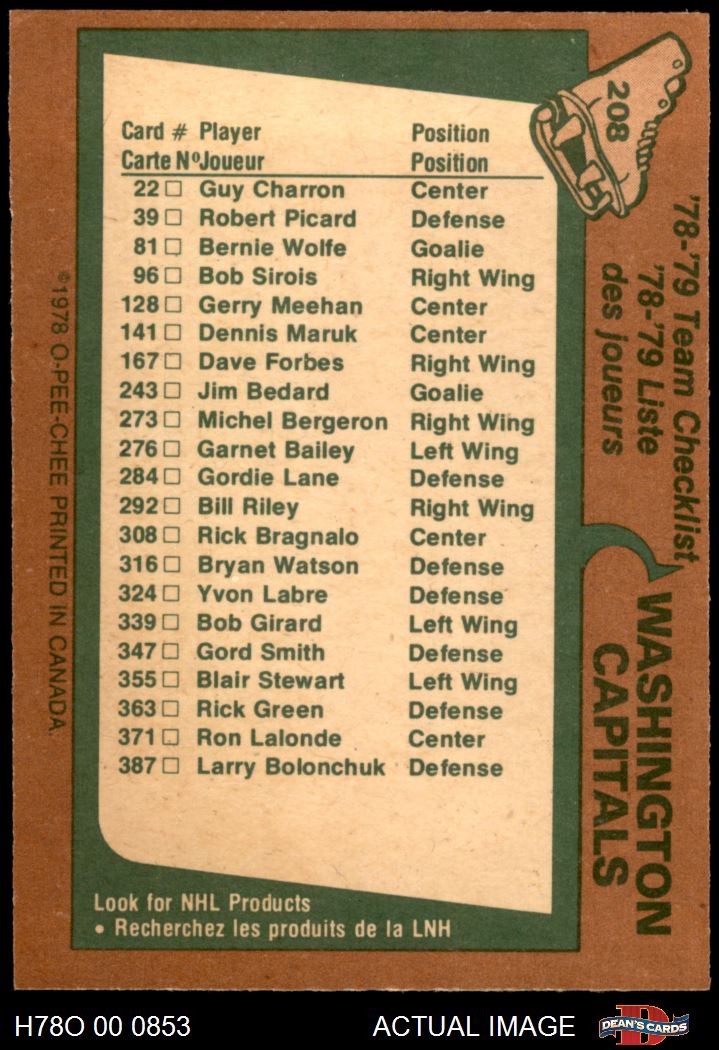 208
'78-'79 Team Checklist
'78-'79 Liste
des joueurs
WASHINGTON
CAPITALS
Card # Player Position
Carte Nº Joueur Position
22 □ Guy Charron Center
39 □ Robert Picard Defense
81 □ Bernie Wolfe Goalie
96 □ Bob Sirois Right Wing
128 □ Gerry Meehan Center
141 □ Dennis Maruk Center
167 □ Dave Forbes Right Wing
243 □ Jim Bedard Goalie
273 □ Michel Bergeron Right Wing
276 □ Garnet Bailey Left Wing
284 □ Gordie Lane Defense
292 □ Bill Riley Right Wing
308 □ Rick Bragnalo Center
316 □ Bryan Watson Defense
324 □ Yvon Labre Defense
339 □ Bob Girard Left Wing
347 □ Gord Smith Defense
355 □ Blair Stewart Left Wing
363 □ Rick Green Defense
371 □ Ron Lalonde Center
387 □ Larry Bolonchuk Defense
Look for NHL Products
• Recherchez les produits de la LNH
©1978 O-PEE-CHEE PRINTED IN CANADA.
H78O 00 0853 ACTUAL IMAGE
D
DEAN'S CARDS